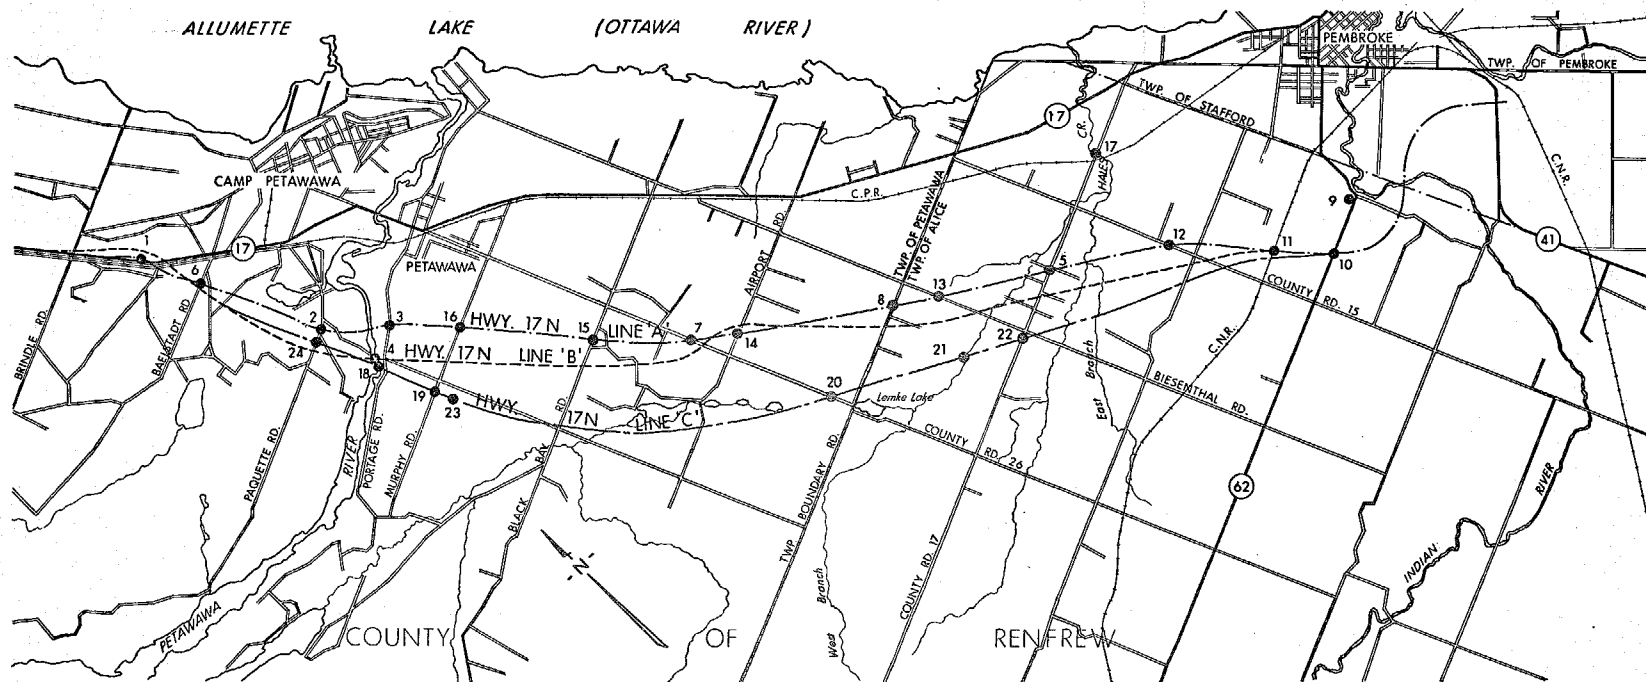 ALLUMETTE LAKE (OTTAWA RIVER)
PEMBROKE
TWP. OF PEMBROKE
TWP. OF STAFFORD
17
CR.
17
HALES
C.N.R.
CAMP PETAWAWA
C.P.R.
TWP. OF PETAWAWA
TWP. OF ALICE
9
1
17
PETAWAWA
AIRPORT RD.
12
11
10
41
6
5
13
8
COUNTY RD. 15
BRINDLE RD.
BAELSTADT RD.
2
3
16
HWY. 17 N
15
LINE 'A'
7
14
22
C.N.R.
24
4
HWY. 17 N LINE 'B'
21
18
Branch
East
BIESENTHAL RD.
19
23
HWY. 17N LINE 'C'
20
Lemke Lake
COUNTY RD. 26
PAQUETTE RD.
RIVER
PORTAGE RD.
MURPHY RD.
BLACK BAY RD.
TWP. BOUNDARY RD.
62
RIVER
INDIAN
COUNTY RD. 17
-N-
Branch
West
PETAWAWA
COUNTY OF RENFREW